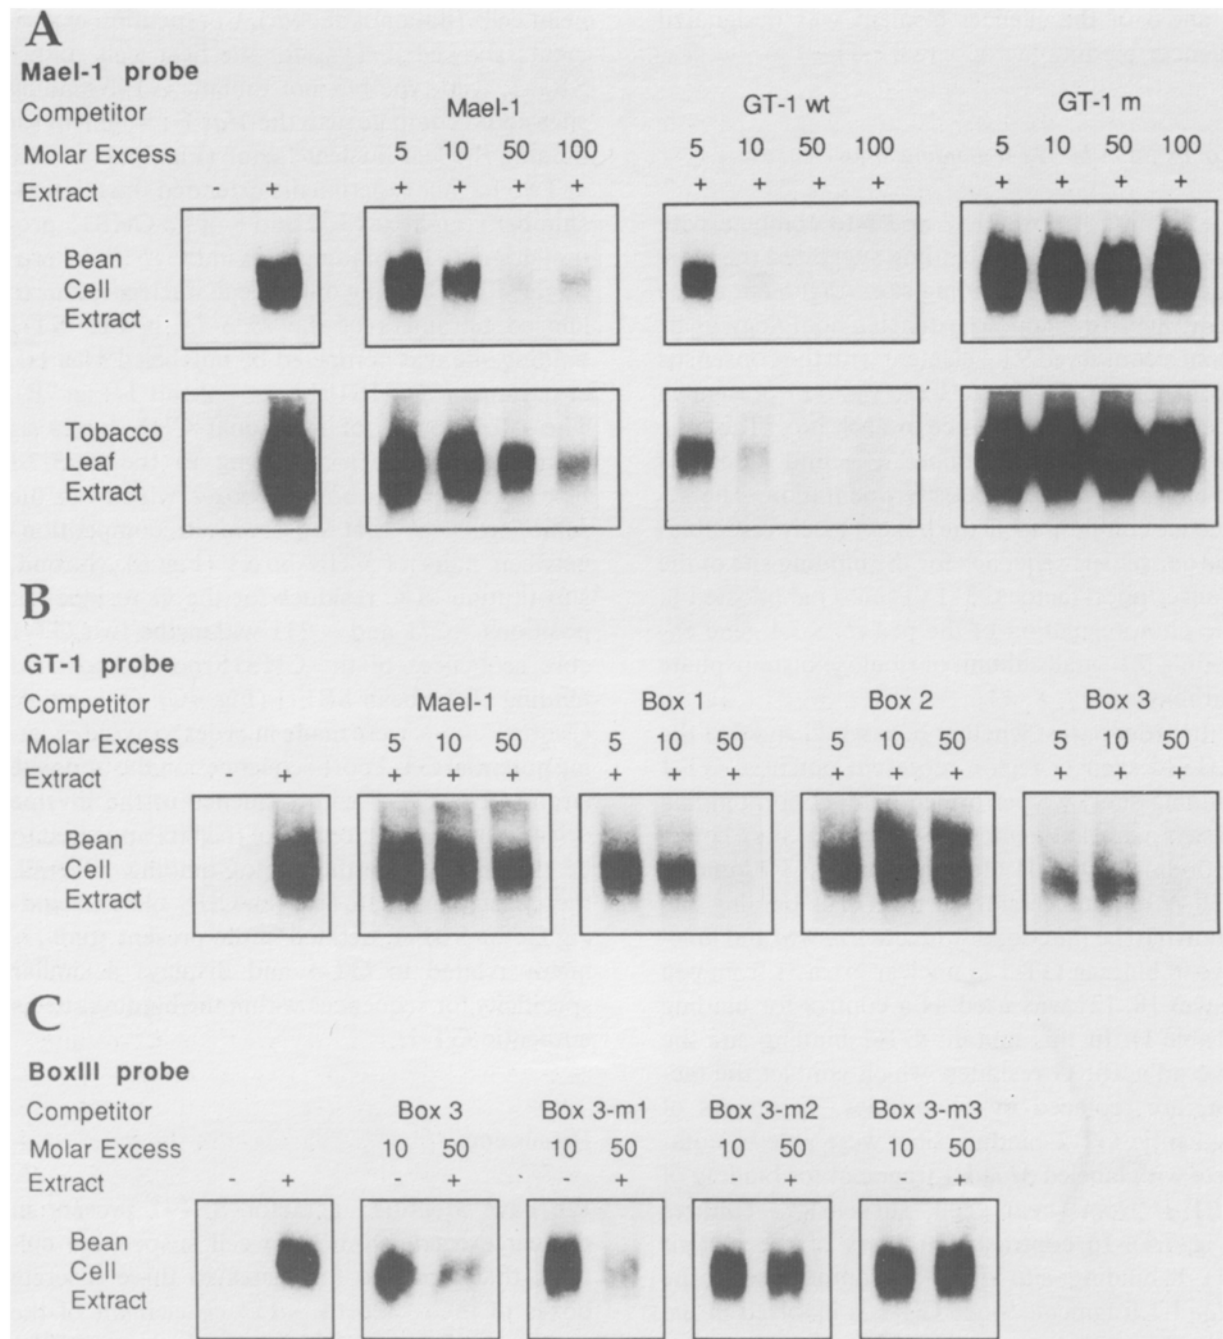 A
Mael-1 probe
Competitor Mael-1 GT-1 wt GT-1 m
Molar Excess 5 10 50 100 5 10 50 100 5 10 50 100
Extract - + + + + + + + + + + + + +
Bean
Cell
Extract
Tobacco
Leaf
Extract
B
GT-1 probe
Competitor Mael-1 Box 1 Box 2 Box 3
Molar Excess 5 10 50 5 10 50 5 10 50 5 10 50
Extract - + + + + + + + + + + + + +
Bean
Cell
Extract
C
BoxIII probe
Competitor Box 3 Box 3-m1 Box 3-m2 Box 3-m3
Molar Excess 10 50 10 50 10 50 10 50
Extract - + - + - + - + - +
Bean
Cell
Extract